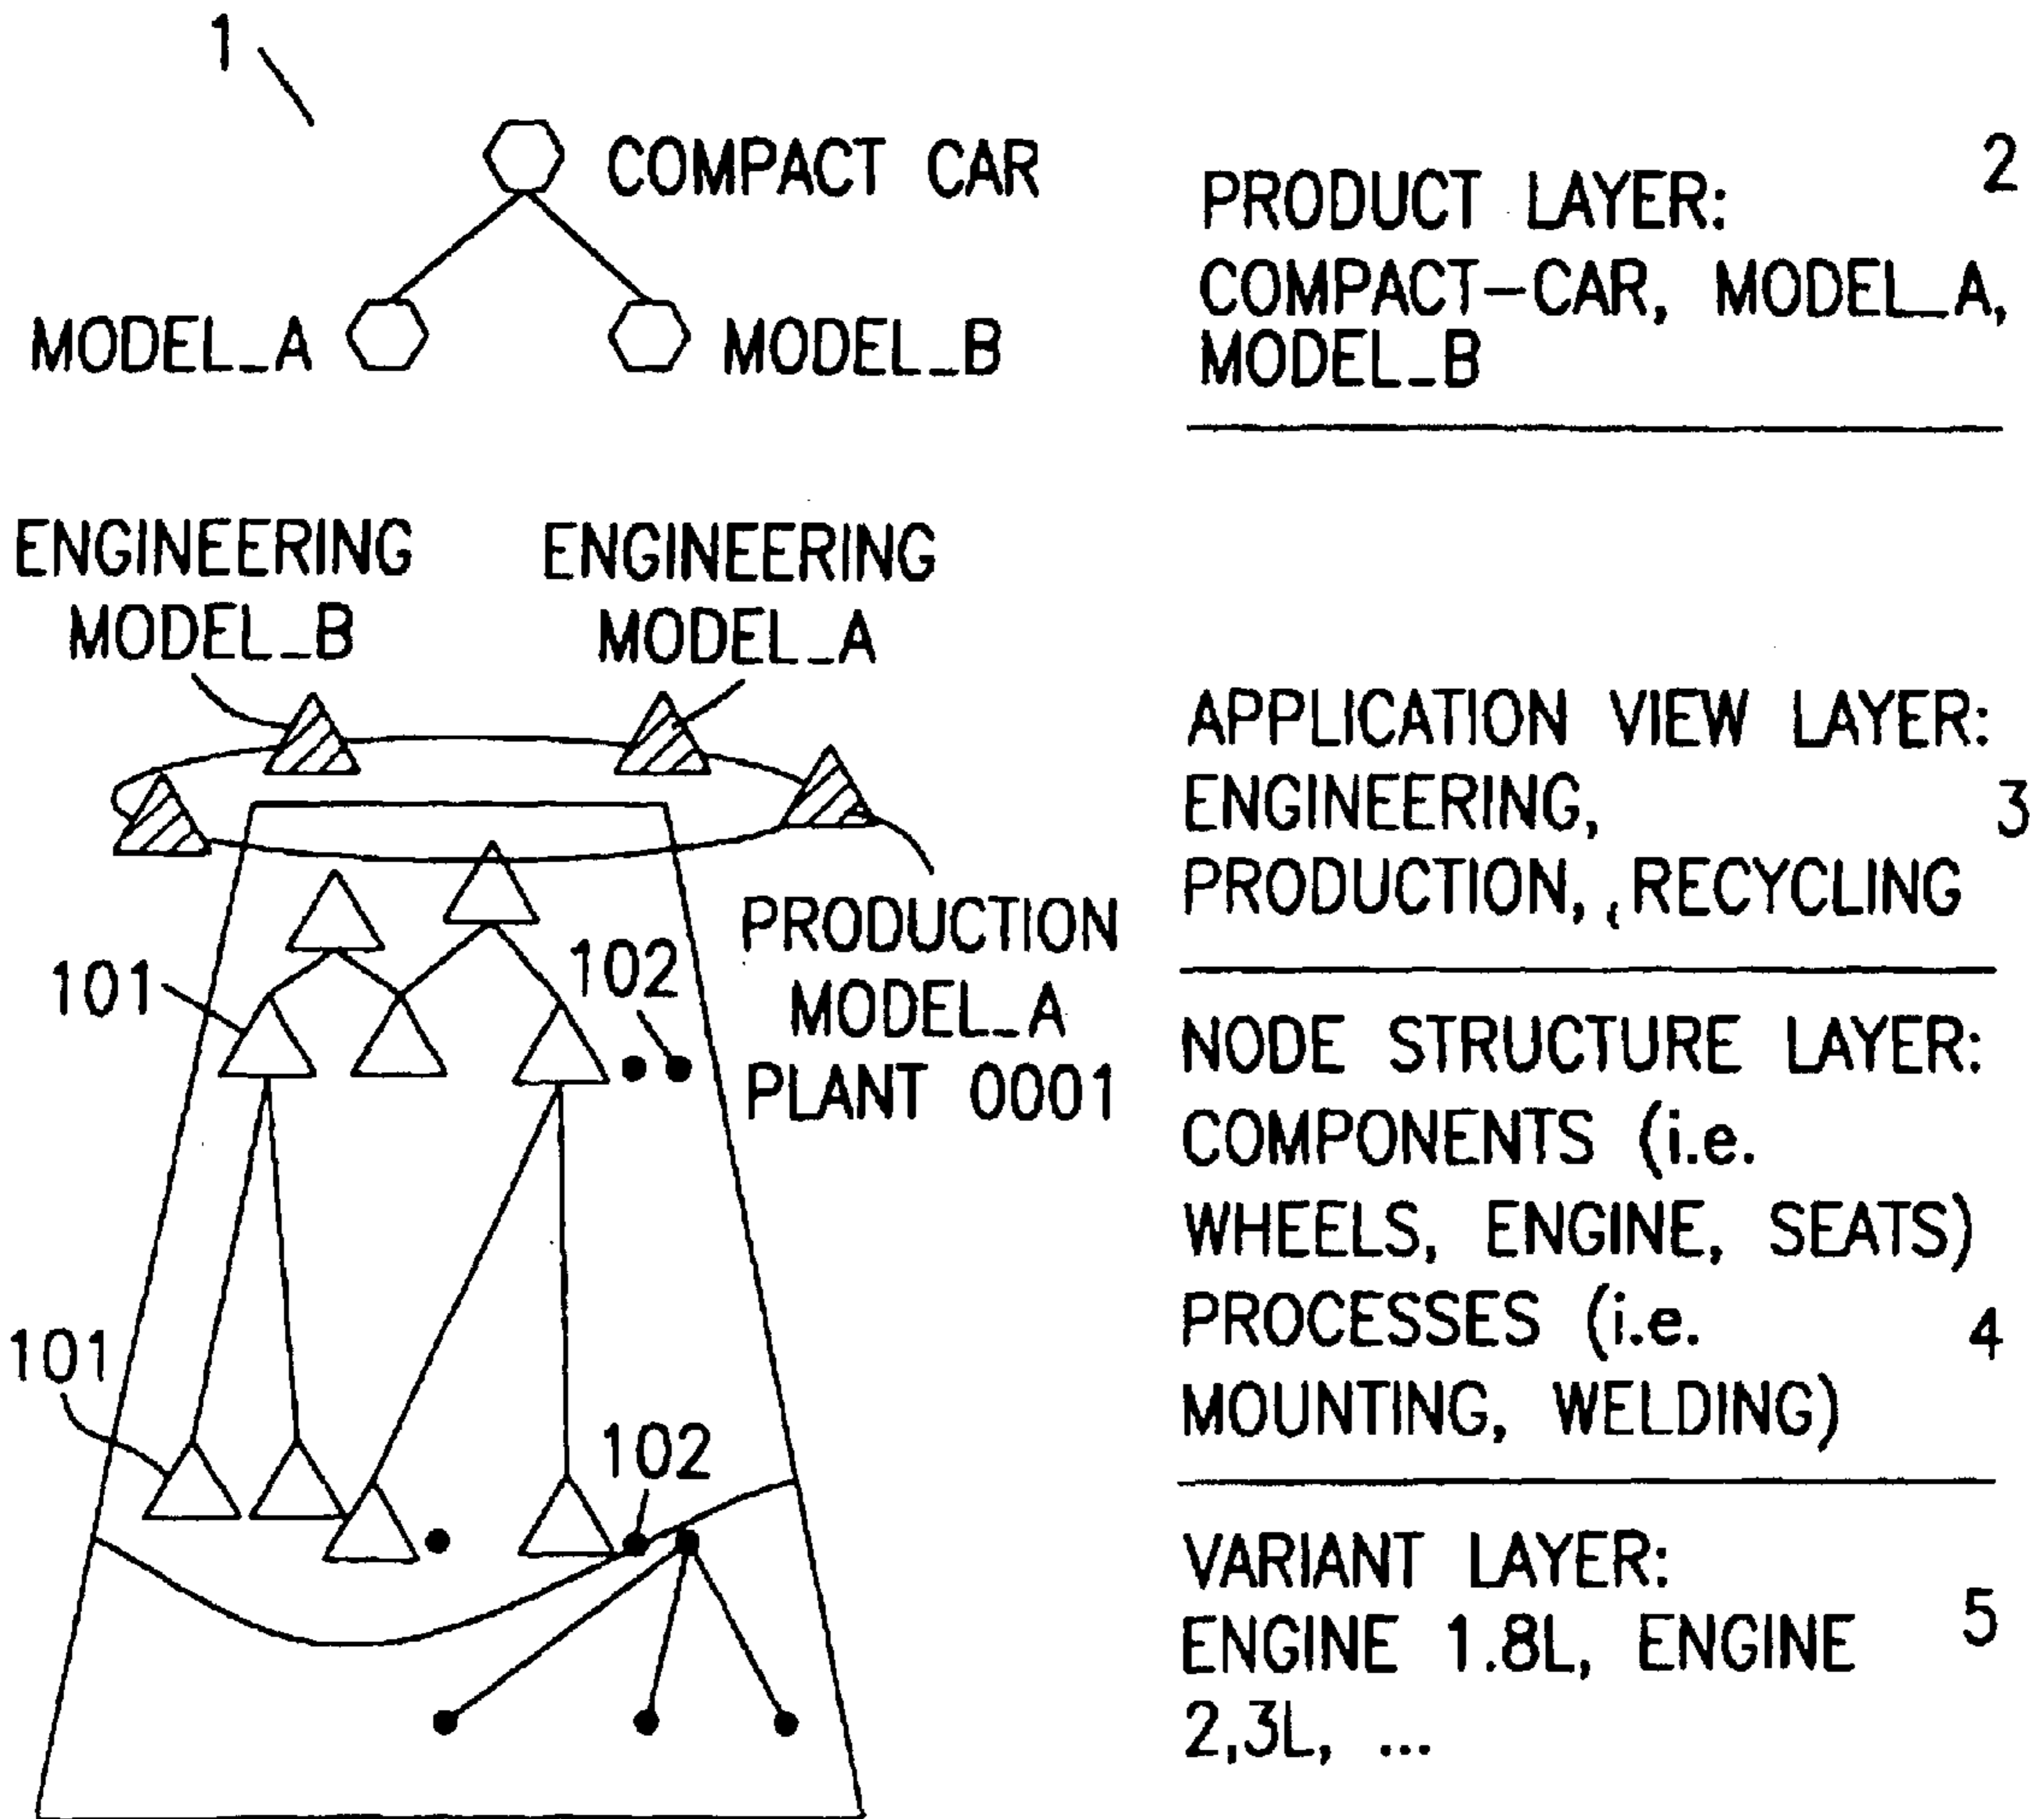 1
COMPACT CAR
MODEL_A
MODEL_B
2
PRODUCT LAYER:
COMPACT-CAR, MODEL_A,
MODEL_B
ENGINEERING
MODEL_B
ENGINEERING
MODEL_A
101
102
PRODUCTION
MODEL_A
PLANT 0001
101
102
APPLICATION VIEW LAYER:
ENGINEERING,
3
PRODUCTION, RECYCLING
NODE STRUCTURE LAYER:
COMPONENTS (i.e.
WHEELS, ENGINE, SEATS)
PROCESSES (i.e.
4
MOUNTING, WELDING)
VARIANT LAYER:
5
ENGINE 1.8L, ENGINE
2,3L, ...